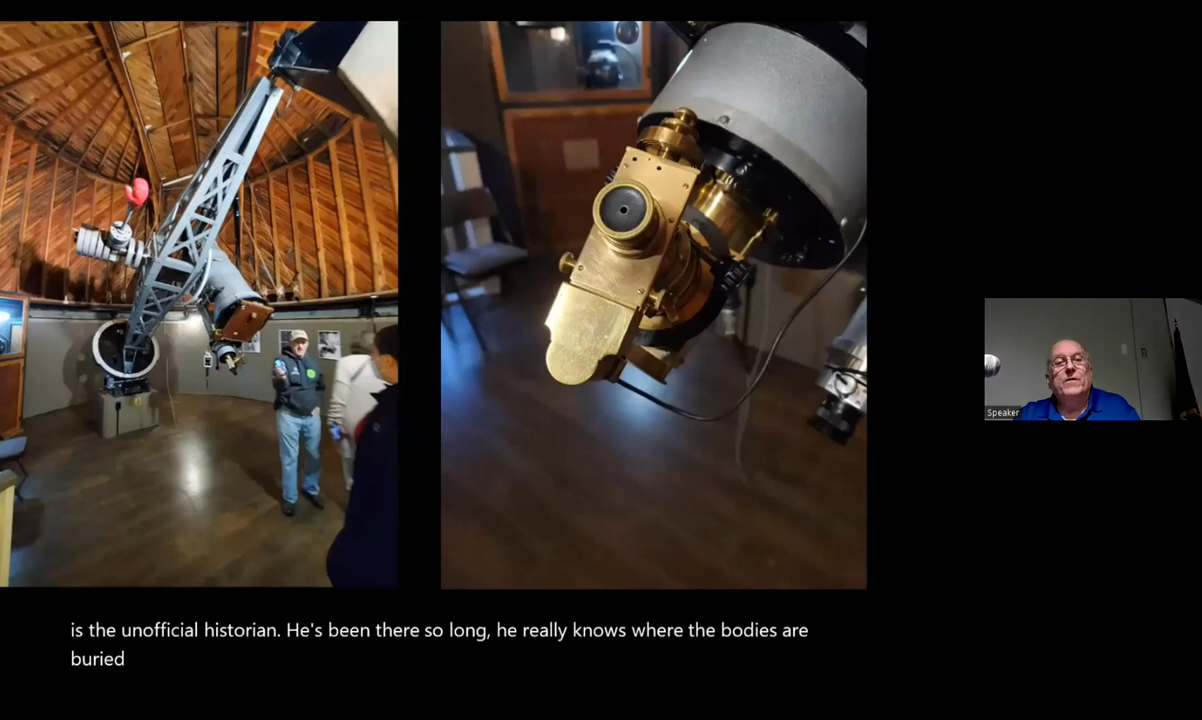 Speaker
is the unofficial historian. He's been there so long, he really knows where the bodies are
buried